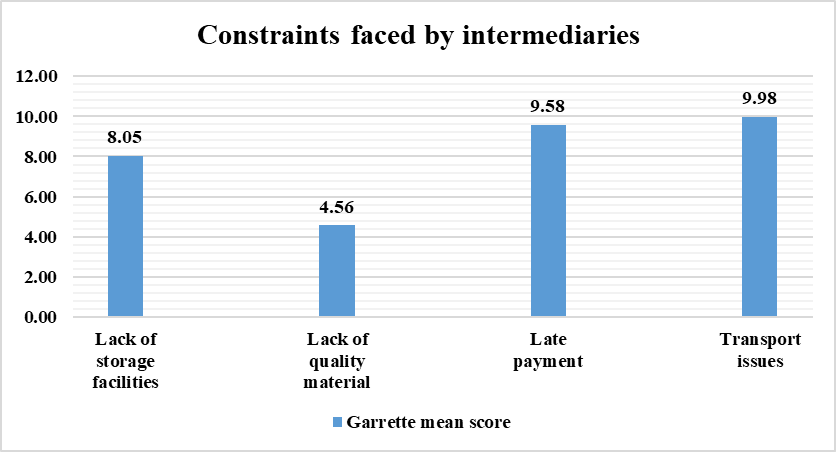 Constraints faced by intermediaries
12.00
10.00
8.00
6.00
4.00
2.00
0.00
8.05
4.56
9.58
9.98
Lack of
storage
facilities
Lack of
quality
material
Late
payment
Transport
issues
Garrette mean score